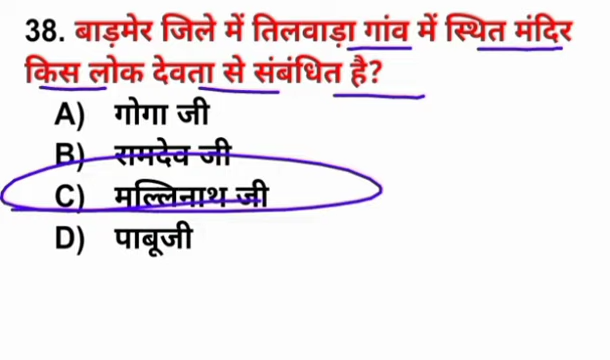 38. बाड़मेर जिले में तिलवाड़ा गांव में स्थित मंदिर
किस लोक देवता से संबंधित है?
A) गोगा जी
B) रामदेव जी
C) मल्लिनाथ जी
D) पाबूजी